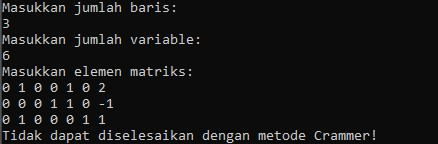 Masukkan jumlah baris:
3
Masukkan jumlah variable:
6
Masukkan elemen matriks:
0 1 0 0 1 0 2
0 0 0 1 1 0 -1
0 1 0 0 0 1 1
Tidak dapat diselesaikan dengan metode Crammer!